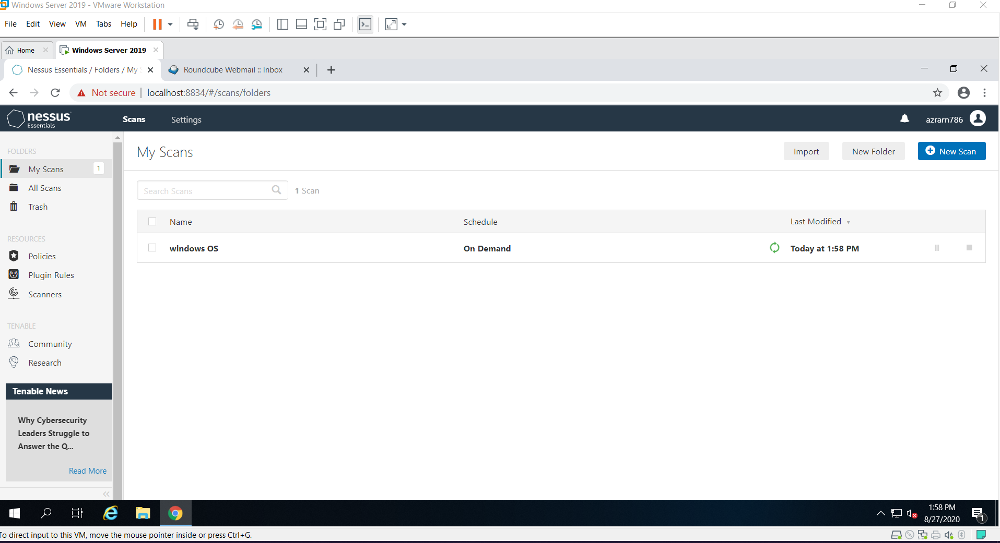 Windows Server 2019 - VMware Workstation
File Edit View VM Tabs Help
Home Windows Server 2019
Nessus Essentials / Folders / My Roundcube Webmail :: Inbox
Not secure localhost:8834/#/scans/folders
nessus Essentials Scans Settings azrarn786
FOLDERS
My Scans 1
All Scans
Trash
RESOURCES
Policies
Plugin Rules
Scanners
TENABLE
Community
Research
Tenable News
Why Cybersecurity
Leaders Struggle to
Answer the Q...
Read More
My Scans Import New Folder New Scan
Search Scans 1 Scan
Name Schedule Last Modified
windows OS On Demand Today at 1:58 PM
1:58 PM
8/27/2020
1
To direct input to this VM, move the mouse pointer inside or press Ctrl+G.